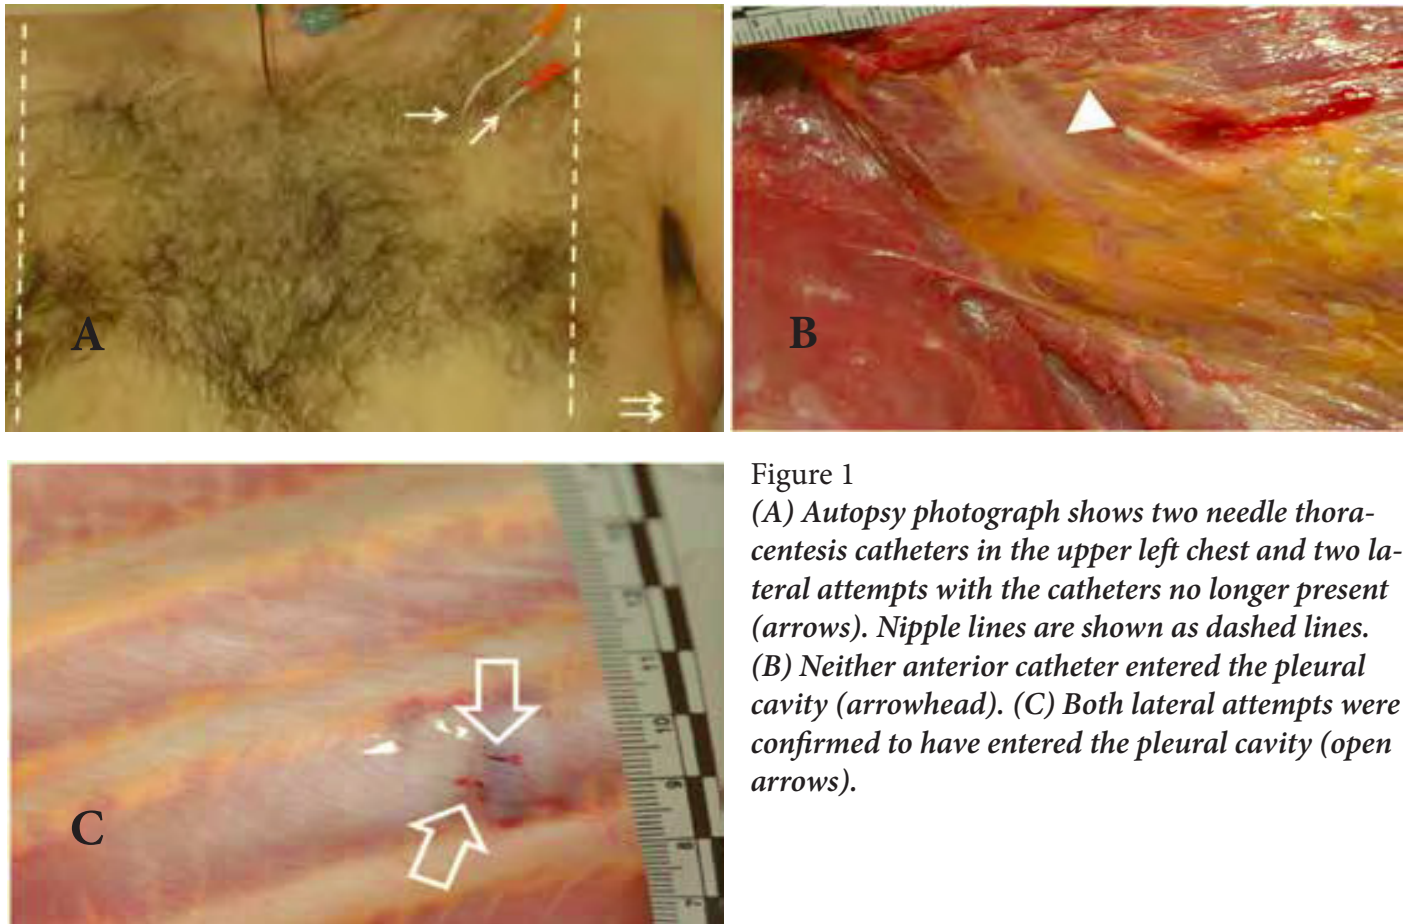 A
B
C
Figure 1
(A) Autopsy photograph shows two needle thora-
centesis catheters in the upper left chest and two la-
teral attempts with the catheters no longer present
(arrows). Nipple lines are shown as dashed lines.
(B) Neither anterior catheter entered the pleural
cavity (arrowhead). (C) Both lateral attempts were
confirmed to have entered the pleural cavity (open
arrows).